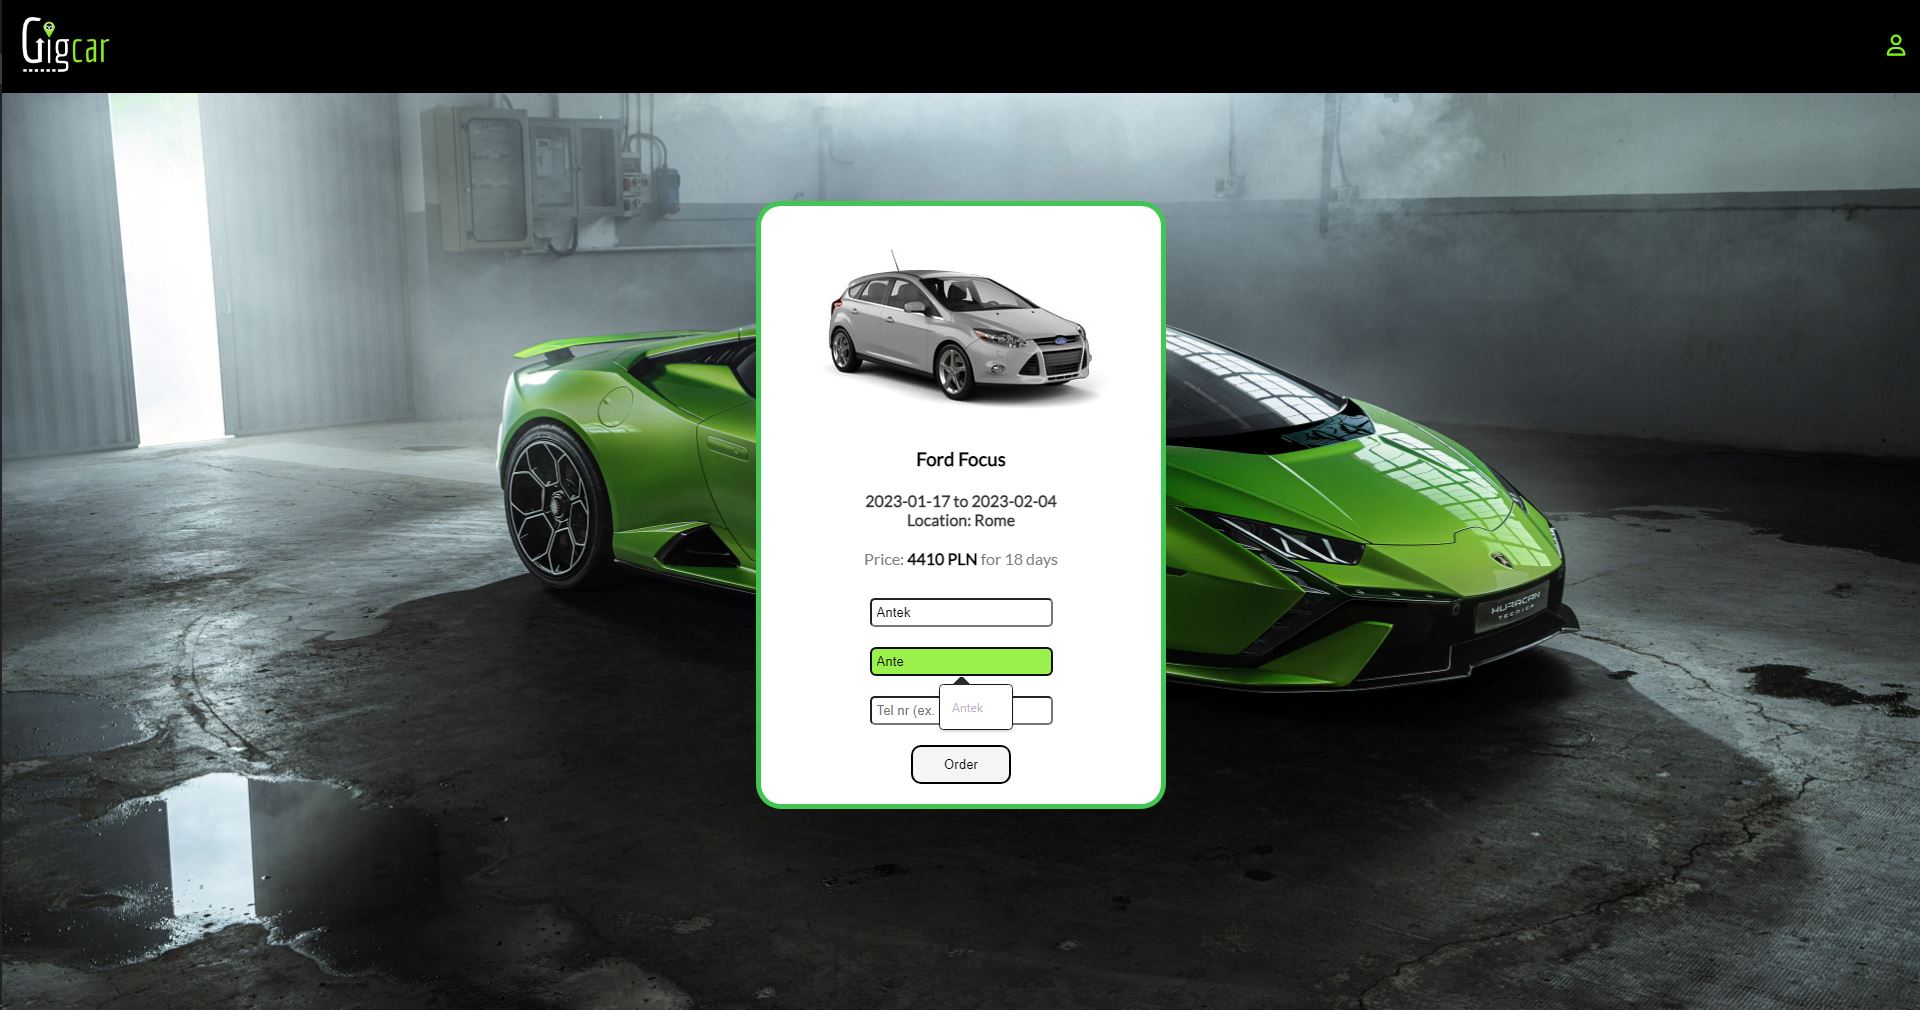 Gigcar
Ford Focus
2023-01-17 to 2023-02-04
Location: Rome
Price: 4410 PLN for 18 days
Antek
Ante
Antek
Tel nr (ex.
Order
HURACAN
TECNICA